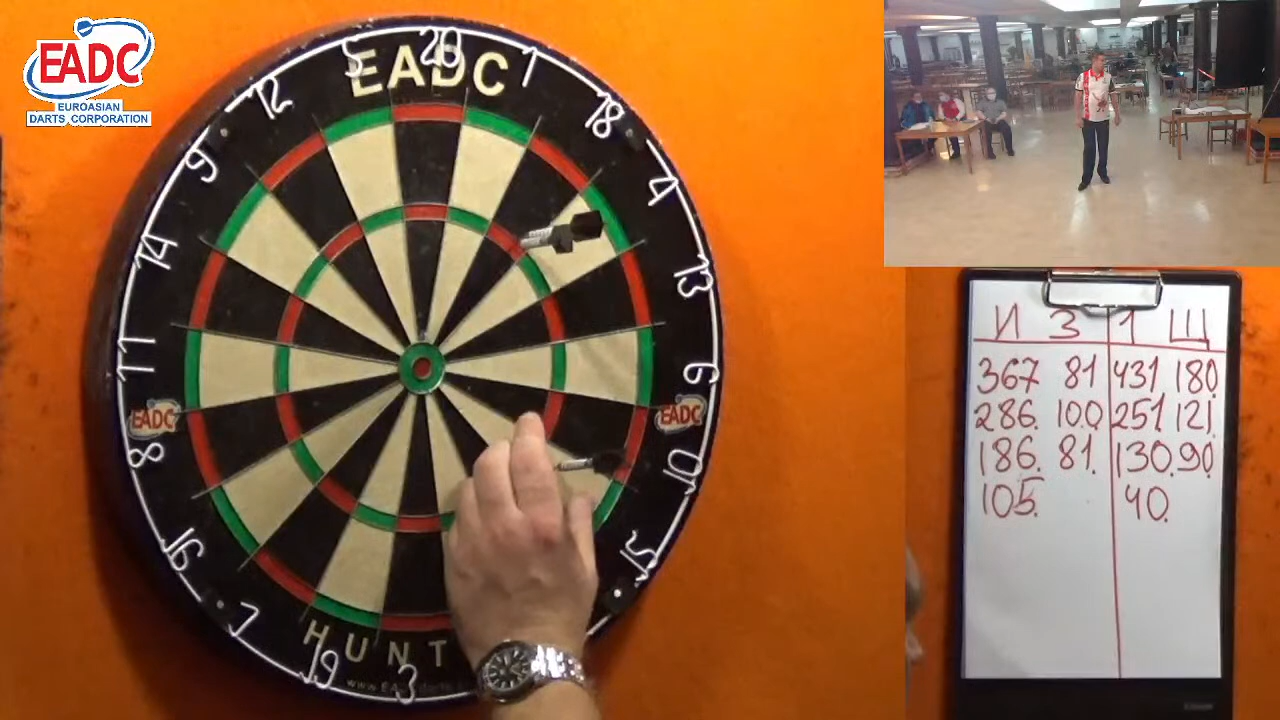 EADC
EUROASIAN
DARTS CORPORATION
EADC
20
1
18
4
13
6
10
15
3
19
7
16
8
11
14
9
12
5
EADC
EADC
HUNT
И З 1 Щ
367 81 431 180
286. 100 251 121.
186. 81. 130. 90.
105. 40.